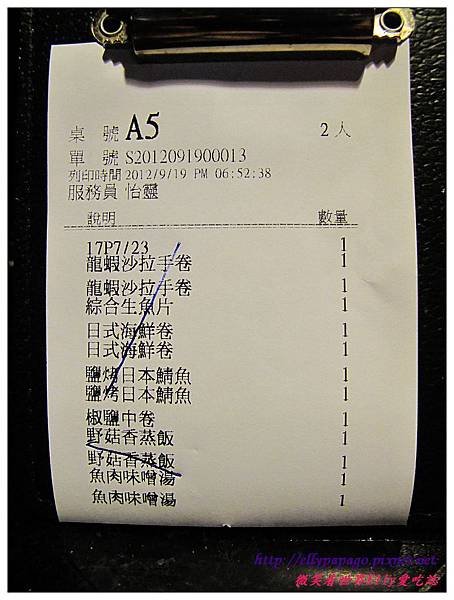 桌 號 A5 2 人
單 號 S2012091900013
列印時間 2012/9/19 PM 06:52:38
服務員 怡靈
說明 數量
17P7/23 1
龍蝦沙拉手卷 1
龍蝦沙拉手卷 1
綜合生魚片 1
日式海鮮卷 1
日式海鮮卷 1
鹽烤日本鯖魚 1
鹽烤日本鯖魚 1
椒鹽中卷 1
野菇香蒸飯 1
野菇香蒸飯 1
魚肉味噌湯 1
魚肉味噌湯 1
http://ellypapago.pixnet.net